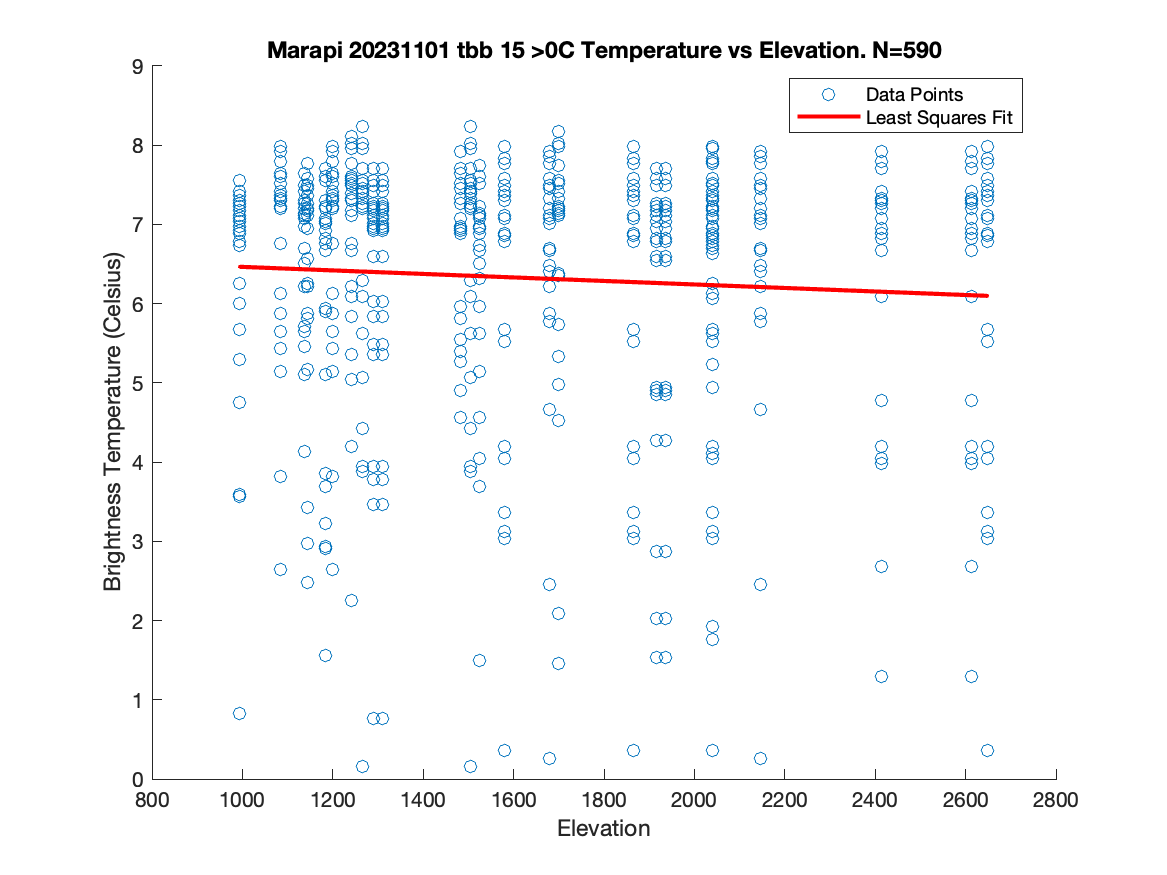 Marapi 20231101 tbb 15 >0C Temperature vs Elevation. N=590
Data Points
Least Squares Fit
Brightness Temperature (Celsius)
9
8
7
6
5
4
3
2
1
0
800 1000 1200 1400 1600 1800 2000 2200 2400 2600 2800
Elevation